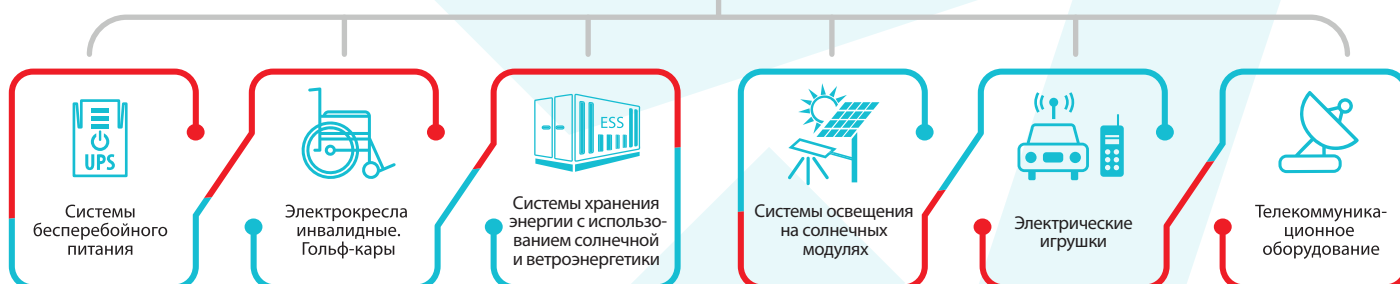 UPS
Системы
бесперебойного
питания
Электрокресла
инвалидные.
Гольф-кары
ESS
Системы хранения
энергии с использо-
ванием солнечной
и ветроэнергетики
Системы освещения
на солнечных
модулях
Электрические
игрушки
Телекоммуника-
ционное
оборудование